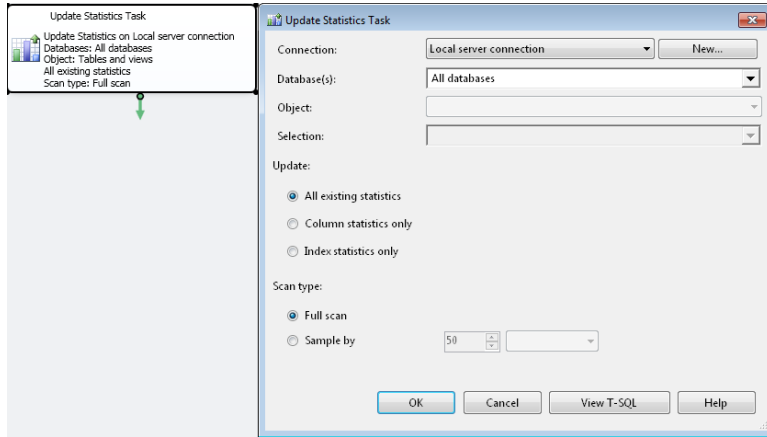 Update Statistics Task
Update Statistics on Local server connection
Databases: All databases
Object: Tables and views
All existing statistics
Scan type: Full scan
Update Statistics Task
Connection: Local server connection New...
Database(s): All databases
Object:
Selection:
Update:
All existing statistics
Column statistics only
Index statistics only
Scan type:
Full scan
Sample by 50
OK Cancel View T-SQL Help